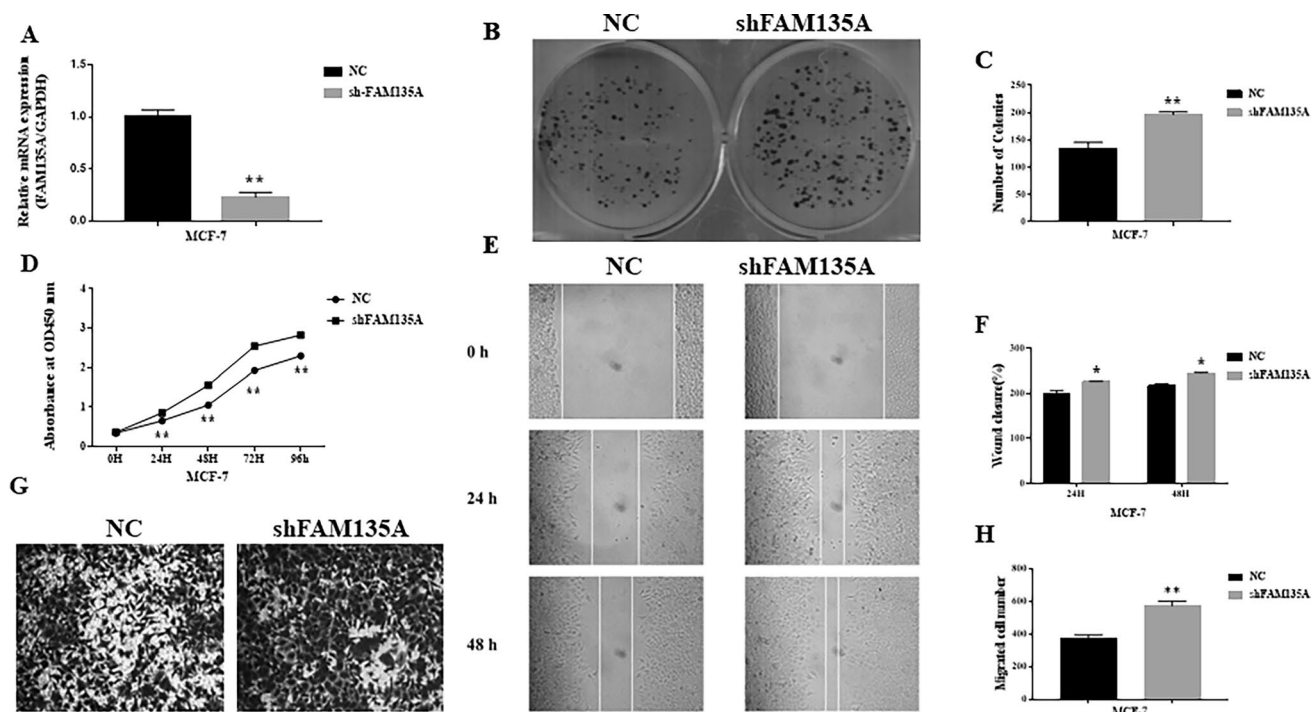 A
Relative mRNA expression
(FAM135A/GAPDH)
1.5
1.0
0.5
0.0
**
MCF-7
NC
sh-FAM135A
B
NC
shFAM135A
C
Number of Colonies
250
200
150
100
50
0
**
MCF-7
NC
shFAM135A
D
Absorbance at OD450 nm
4
3
2
1
0
**
**
**
**
0H
24H
48H
72H
96h
MCF-7
NC
shFAM135A
E
NC
shFAM135A
0 h
24 h
48 h
F
Wound closure(%)
300
200
100
0
*
*
24H
48H
MCF-7
NC
shFAM135A
G
NC
shFAM135A
H
Migrated cell number
800
600
400
200
0
**
MCF-7
NC
shFAM135A